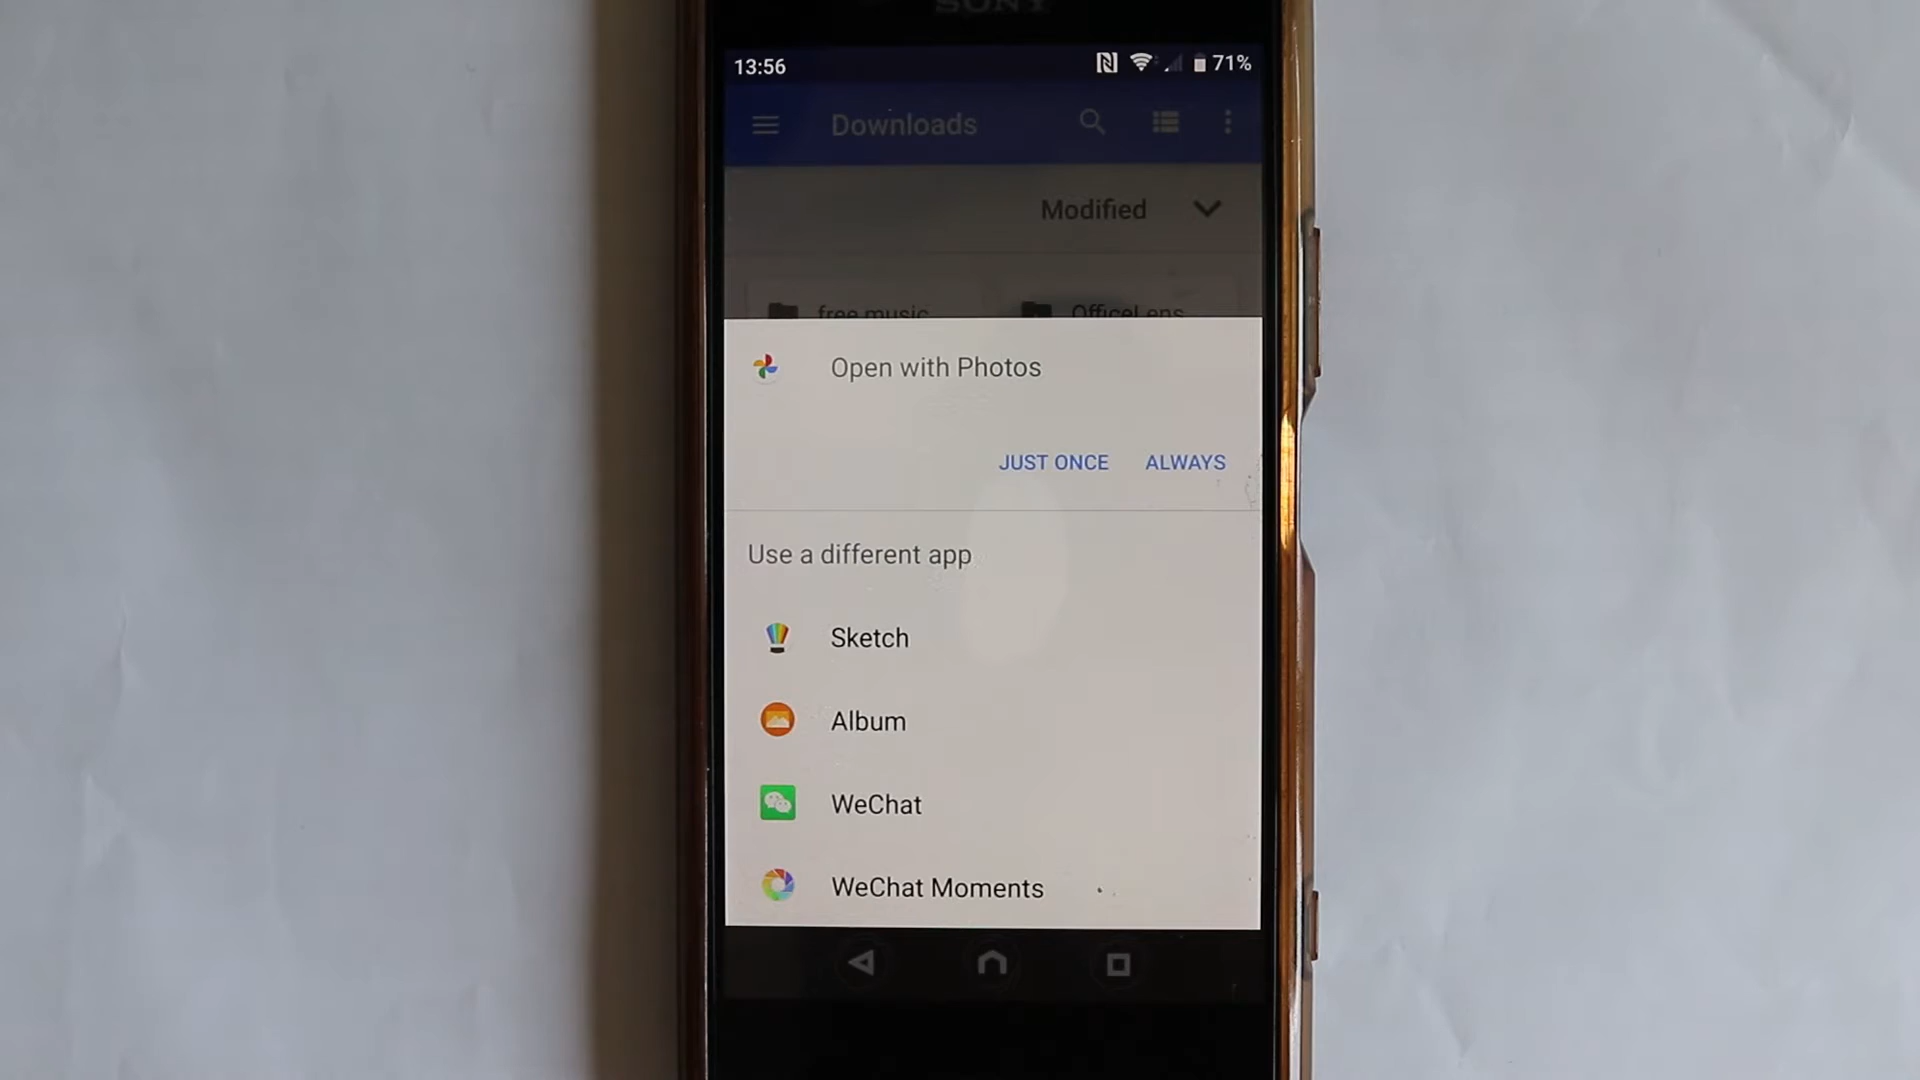 SONY
13:56 71%
Downloads
Modified
free music OfficeLens
Open with Photos
JUST ONCE ALWAYS
Use a different app
Sketch
Album
WeChat
WeChat Moments